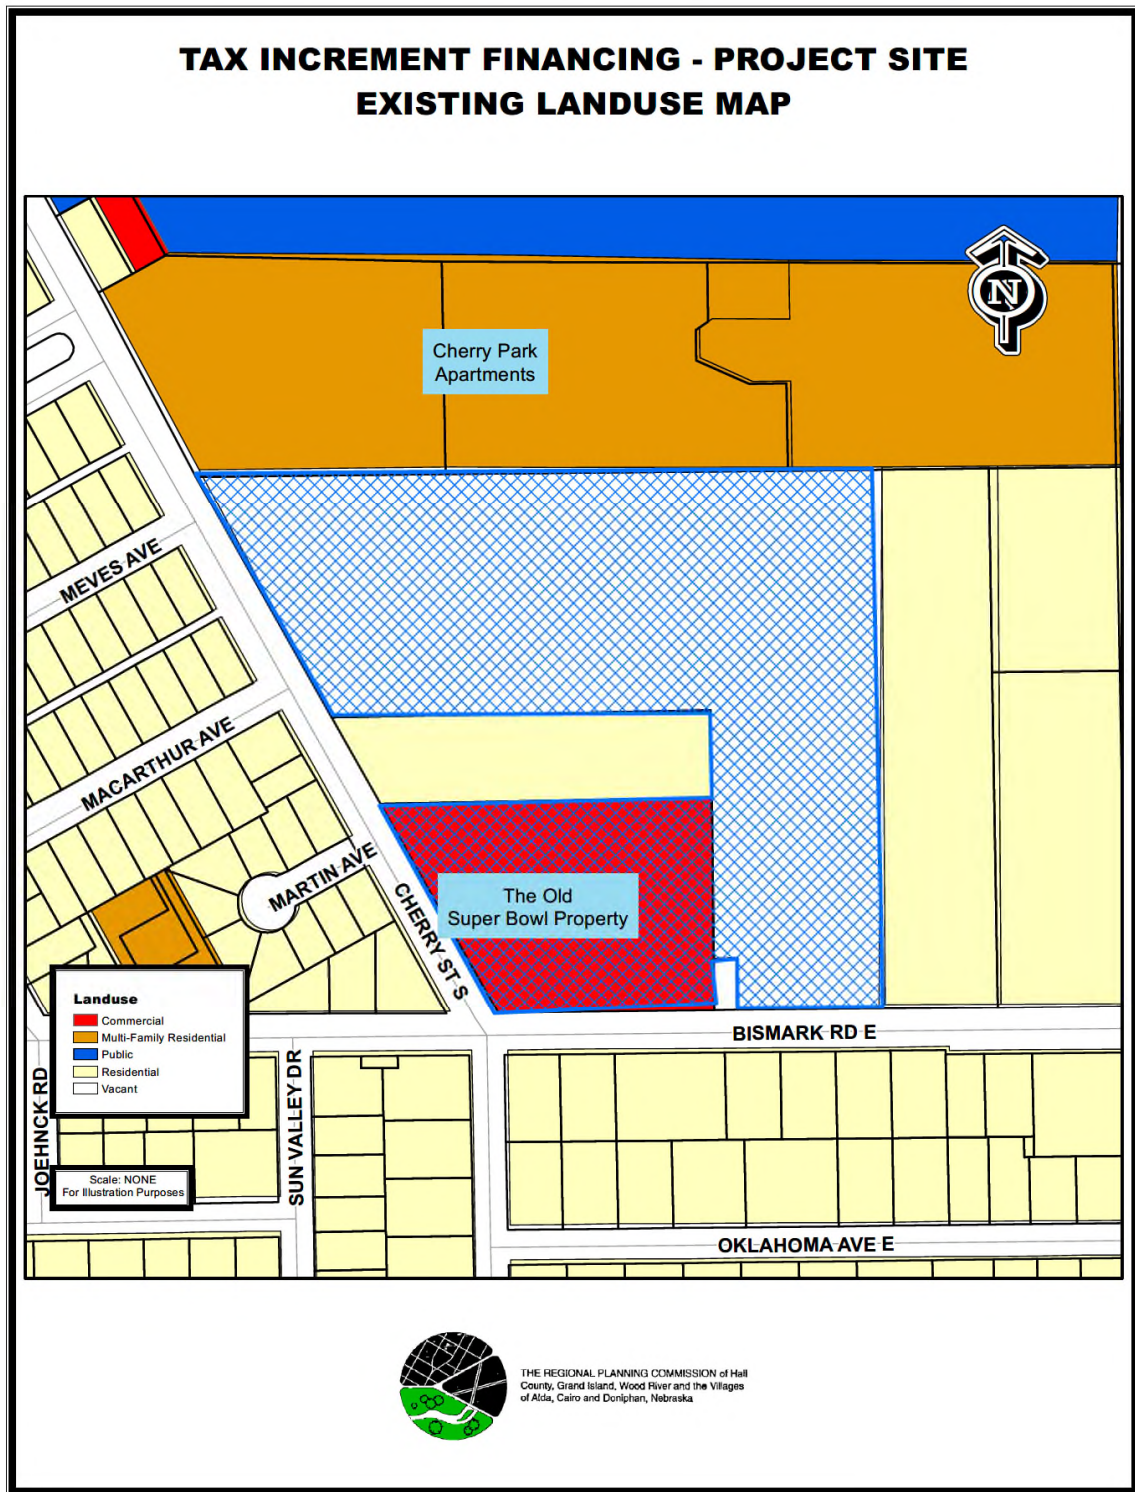 TAX INCREMENT FINANCING - PROJECT SITE
EXISTING LANDUSE MAP
N
Cherry Park
Apartments
MEVES AVE
MACARTHUR AVE
MARTIN AVE
CHERRY ST S
The Old
Super Bowl Property
BISMARK RD E
Landuse
Commercial
Multi-Family Residential
Public
Residential
Vacant
JOEHNCK RD
SUN VALLEY DR
Scale: NONE
For Illustration Purposes
OKLAHOMA AVE E
THE REGIONAL PLANNING COMMISSION of Hall
County, Grand Island, Wood River and the Villages
of Alda, Cairo and Doniphan, Nebraska